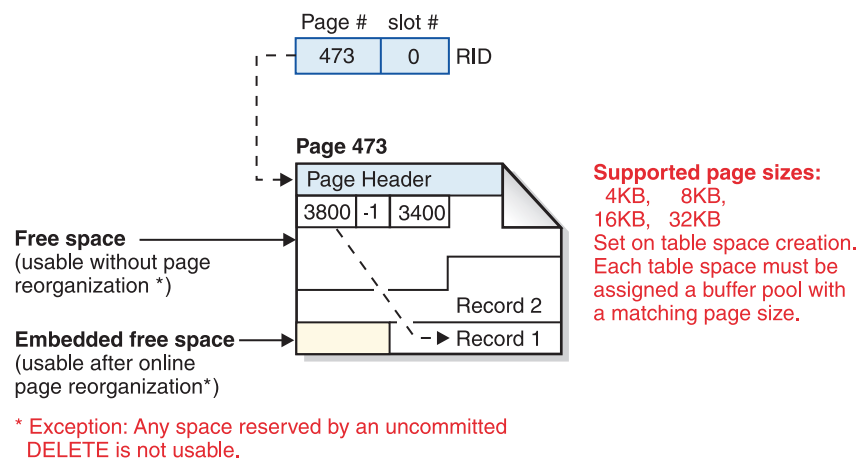 Page # slot #
473 0 RID
Page 473
Page Header
3800 -1 3400
Free space
(usable without page
reorganization *)
Record 2
Embedded free space
(usable after online
page reorganization*)
Record 1
Supported page sizes:
4KB, 8KB,
16KB, 32KB
Set on table space creation.
Each table space must be
assigned a buffer pool with
a matching page size.
* Exception: Any space reserved by an uncommitted
DELETE is not usable.